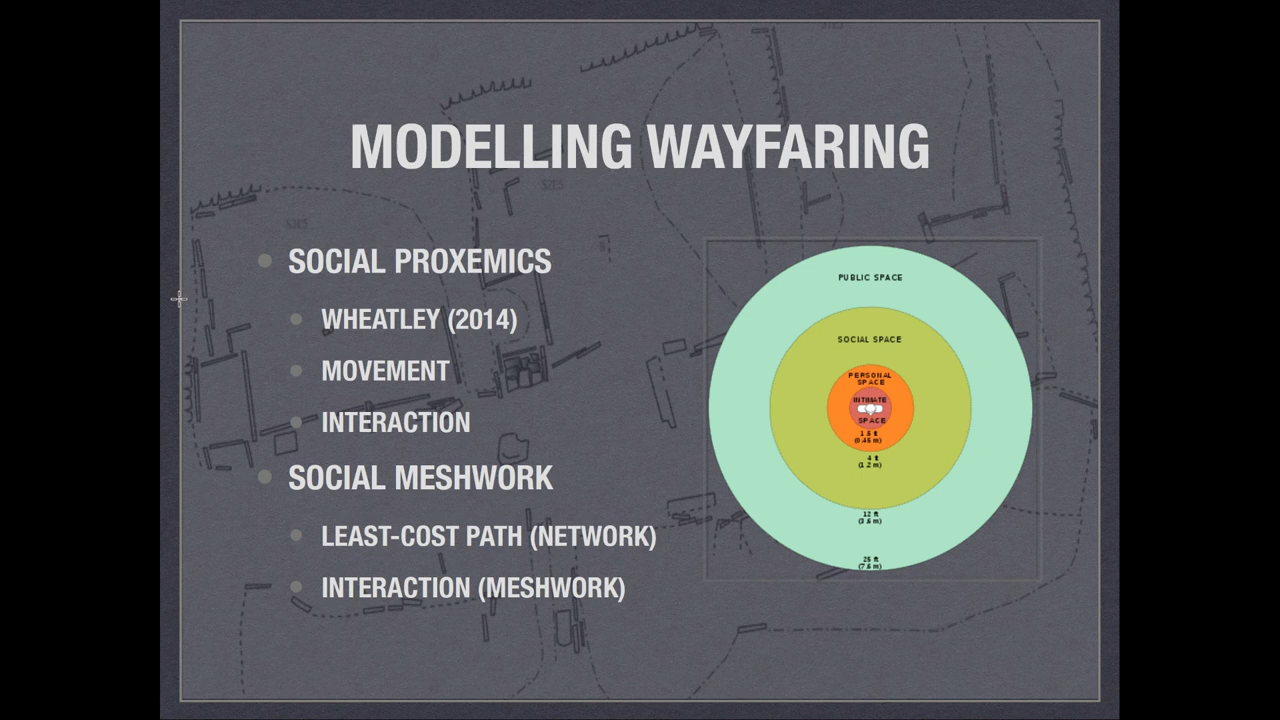 MODELLING WAYFARING
SOCIAL PROXEMICS
WHEATLEY (2014)
MOVEMENT
INTERACTION
SOCIAL MESHWORK
LEAST-COST PATH (NETWORK)
INTERACTION (MESHWORK)
PUBLIC SPACE
SOCIAL SPACE
PERSONAL
SPACE
INTIMATE
SPACE
1.5 ft
(0.45 m)
4 ft
(1.2 m)
12 ft
(3.6 m)
25 ft
(7.6 m)